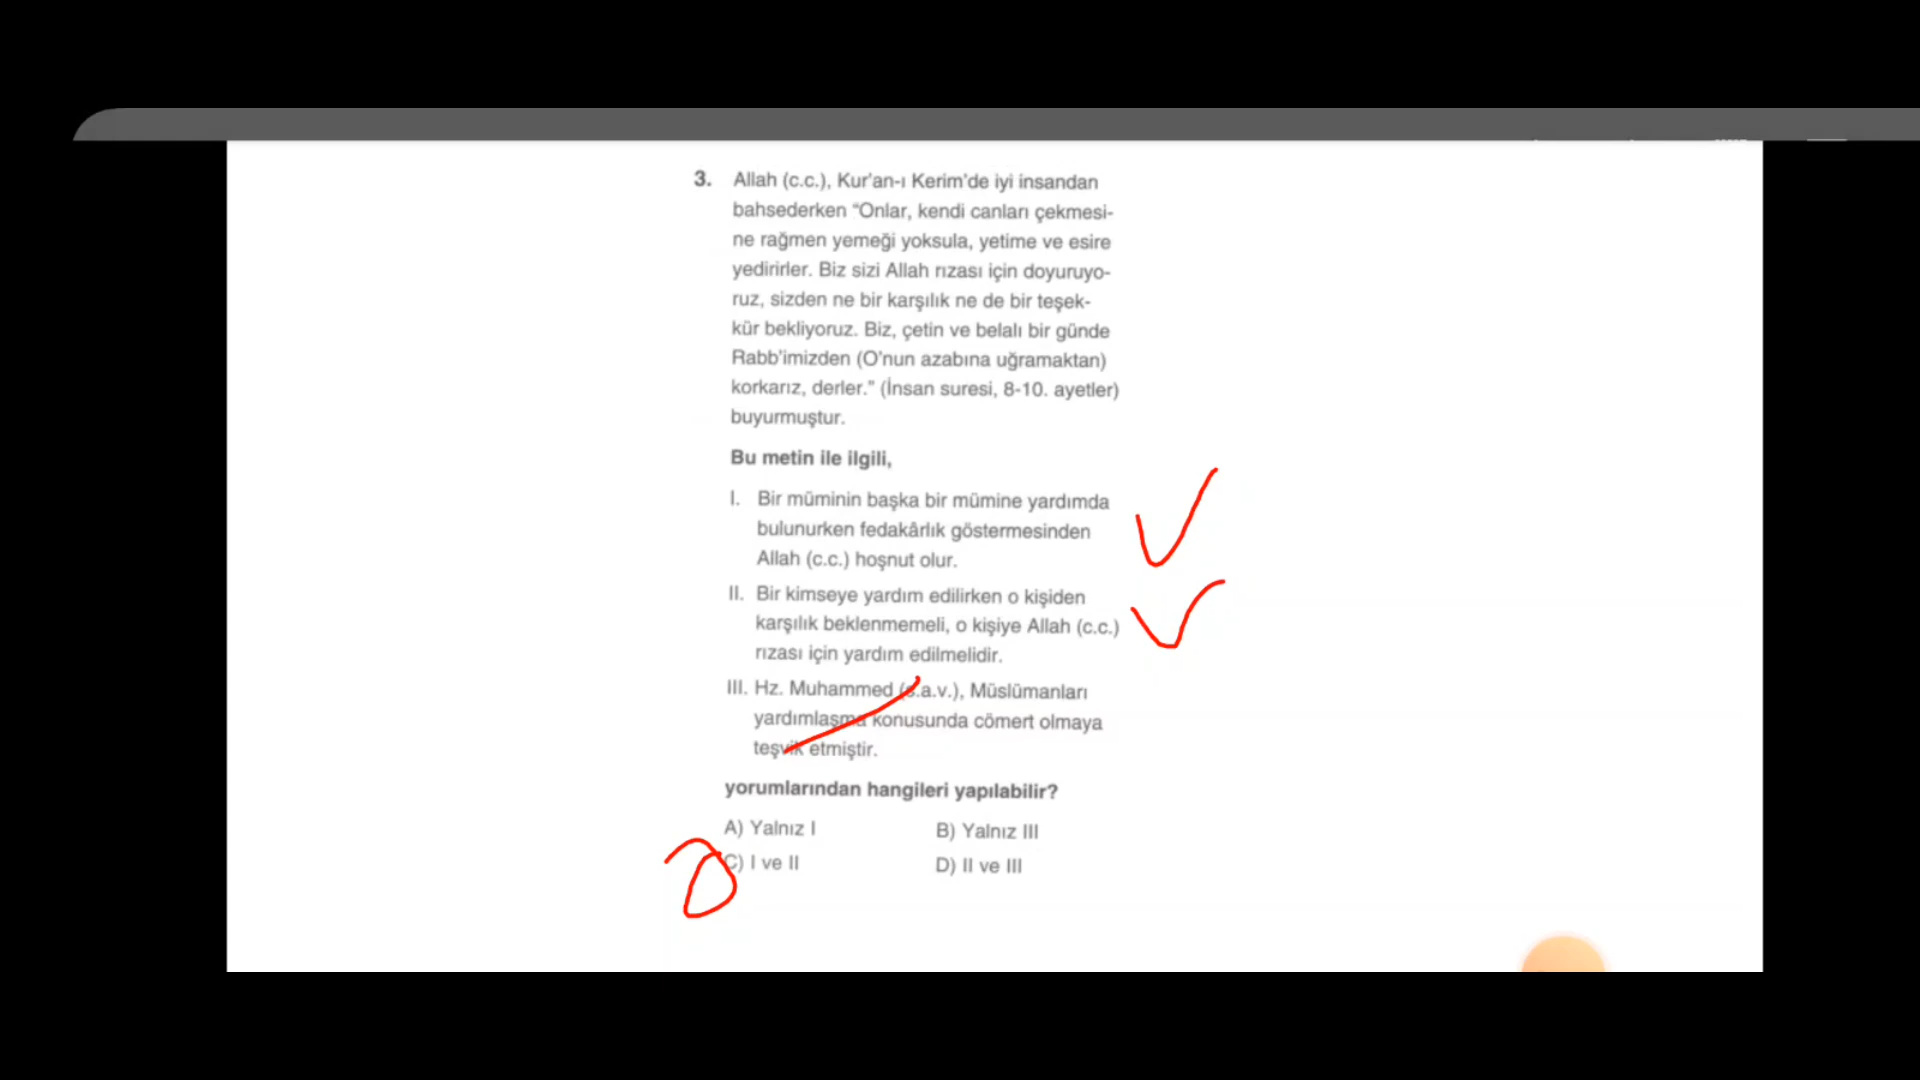 3. Allah (c.c.), Kur'an-ı Kerim'de iyi insandan
bahsederken “Onlar, kendi canları çekmesi-
ne rağmen yemeği yoksula, yetime ve esire
yedirirler. Biz sizi Allah rızası için doyuruyo-
ruz, sizden ne bir karşılık ne de bir teşek-
kür bekliyoruz. Biz, çetin ve belalı bir günde
Rabb'imizden (O'nun azabına uğramaktan)
korkarız, derler.” (İnsan suresi, 8-10. ayetler)
buyurmuştur.
Bu metin ile ilgili,
I. Bir müminin başka bir mümine yardımda
bulunurken fedakârlık göstermesinden
Allah (c.c.) hoşnut olur.
II. Bir kimseye yardım edilirken o kişiden
karşılık beklenmemeli, o kişiye Allah (c.c.)
rızası için yardım edilmelidir.
III. Hz. Muhammed (s.a.v.), Müslümanları
yardımlaşma konusunda cömert olmaya
teşvik etmiştir.
yorumlarından hangileri yapılabilir?
A) Yalnız I B) Yalnız III
C) I ve II D) II ve III